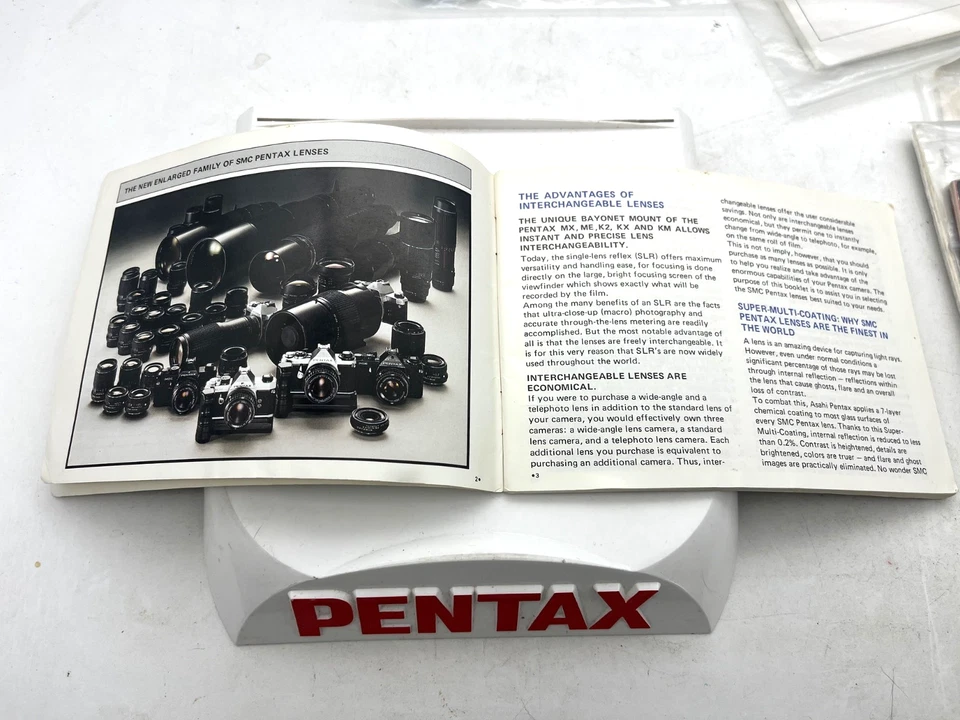 THE NEW ENLARGED FAMILY OF SMC PENTAX LENSES
2•
THE ADVANTAGES OF
INTERCHANGEABLE LENSES
THE UNIQUE BAYONET MOUNT OF THE
PENTAX MX, ME, K2, KX AND KM ALLOWS
INSTANT AND PRECISE LENS
INTERCHANGEABILITY.
Today, the single-lens reflex (SLR) offers maximum
versatility and handling ease, for focusing is done
directly on the large, bright focusing screen of the
viewfinder which shows exactly what will be
recorded by the film.
Among the many benefits of an SLR are the facts
that ultra-close-up (macro) photography and
accurate through-the-lens metering are readily
accomplished. But the most notable advantage of
all is that the lenses are freely interchangeable. It
is for this very reason that SLR's are now widely
used throughout the world.
INTERCHANGEABLE LENSES ARE
ECONOMICAL.
If you were to purchase a wide-angle and a
telephoto lens in addition to the standard lens of
your camera, you would effectively own three
cameras: a wide-angle lens camera, a standard
lens camera, and a telephoto lens camera. Each
additional lens you purchase is equivalent to
purchasing an additional camera. Thus, inter-
•3
changeable lenses offer the user considerable
savings. Not only are interchangeable lenses
economical, but they permit one to instantly
change from wide-angle to telephoto, for example,
on the same roll of film.
This is not to imply, however, that you should
purchase as many lenses as possible. It is only
to help you realize and take advantage of the
enormous capabilities of your Pentax camera. The
purpose of this booklet is to assist you in selecting
the SMC Pentax lenses best suited to your needs.
SUPER-MULTI-COATING: WHY SMC
PENTAX LENSES ARE THE FINEST IN
THE WORLD
A lens is an amazing device for capturing light rays.
However, even under normal conditions a
significant percentage of those rays may be lost
through internal reflection — reflections within
the lens that cause ghosts, flare and an overall
loss of contrast.
To combat this, Asahi Pentax applies a 7-layer
chemical coating to most glass surfaces of
every SMC Pentax lens. Thanks to this Super-
Multi-Coating, internal reflection is reduced to less
than 0.2%. Contrast is heightened, details are
brightened, colors are truer — and flare and ghost
images are practically eliminated. No wonder SMC
PENTAX